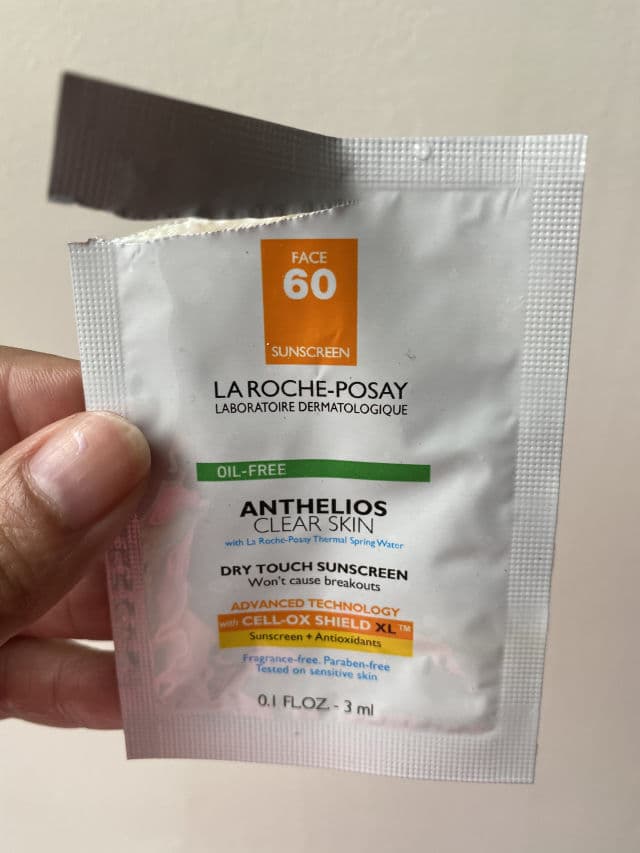 FACE
60
SUNSCREEN
LA ROCHE-POSAY
LABORATOIRE DERMATOLOGIQUE
OIL-FREE
ANTHELIOS
CLEAR SKIN
with La Roche-Posay Thermal Spring Water
DRY TOUCH SUNSCREEN
Won't cause breakouts
ADVANCED TECHNOLOGY
with CELL-OX SHIELD XL™
Sunscreen + Antioxidants
Fragrance-free. Paraben-free
Tested on sensitive skin
0.1 FL.OZ. - 3 ml